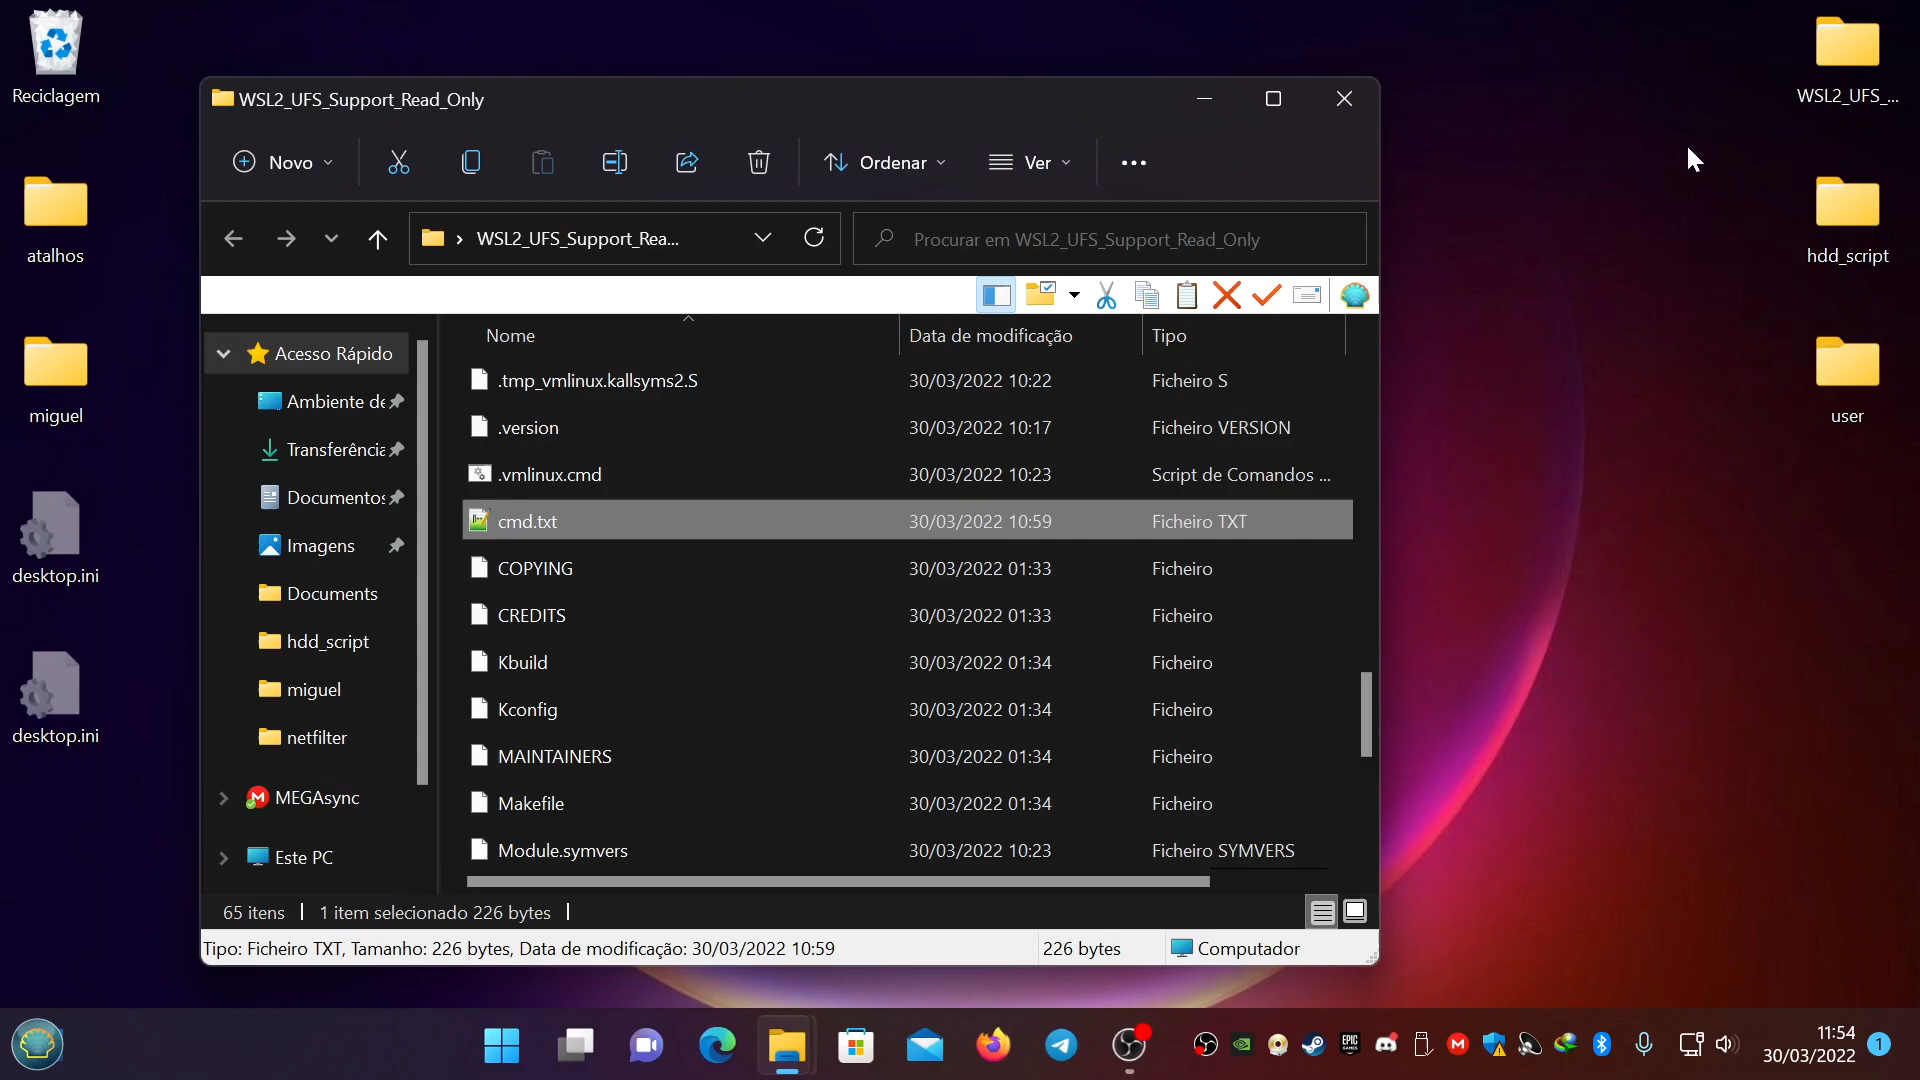 Reciclagem
atalhos
miguel
desktop.ini
desktop.ini
WSL2_UFS_...
hdd_script
user
WSL2_UFS_Support_Read_Only
Novo
Ordenar
Ver
WSL2_UFS_Support_Rea...
Procurar em WSL2_UFS_Support_Read_Only
Acesso Rápido
Ambiente de
Transferência
Documentos
Imagens
Documents
hdd_script
miguel
netfilter
MEGAsync
Este PC
Nome Data de modificação Tipo
.tmp_vmlinux.kallsyms2.S 30/03/2022 10:22 Ficheiro S
.version 30/03/2022 10:17 Ficheiro VERSION
.vmlinux.cmd 30/03/2022 10:23 Script de Comandos ...
cmd.txt 30/03/2022 10:59 Ficheiro TXT
COPYING 30/03/2022 01:33 Ficheiro
CREDITS 30/03/2022 01:33 Ficheiro
Kbuild 30/03/2022 01:34 Ficheiro
Kconfig 30/03/2022 01:34 Ficheiro
MAINTAINERS 30/03/2022 01:34 Ficheiro
Makefile 30/03/2022 01:34 Ficheiro
Module.symvers 30/03/2022 10:23 Ficheiro SYMVERS
65 itens 1 item selecionado 226 bytes
Tipo: Ficheiro TXT, Tamanho: 226 bytes, Data de modificação: 30/03/2022 10:59 226 bytes Computador
EPIC GAMES
11:54
30/03/2022
1